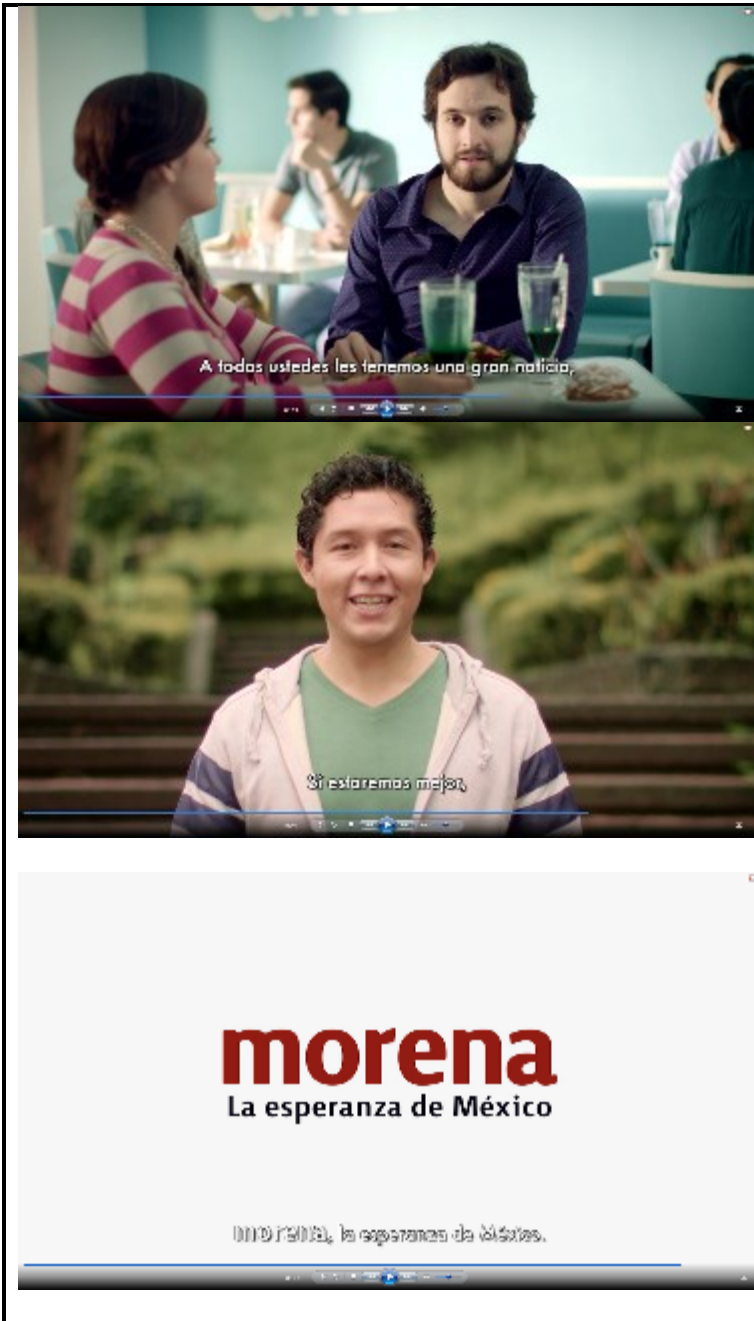 A todos ustedes les tenemos una gran noticia,
Sí estaremos mejor,
morena
La esperanza de México
morena, la esperanza de México.